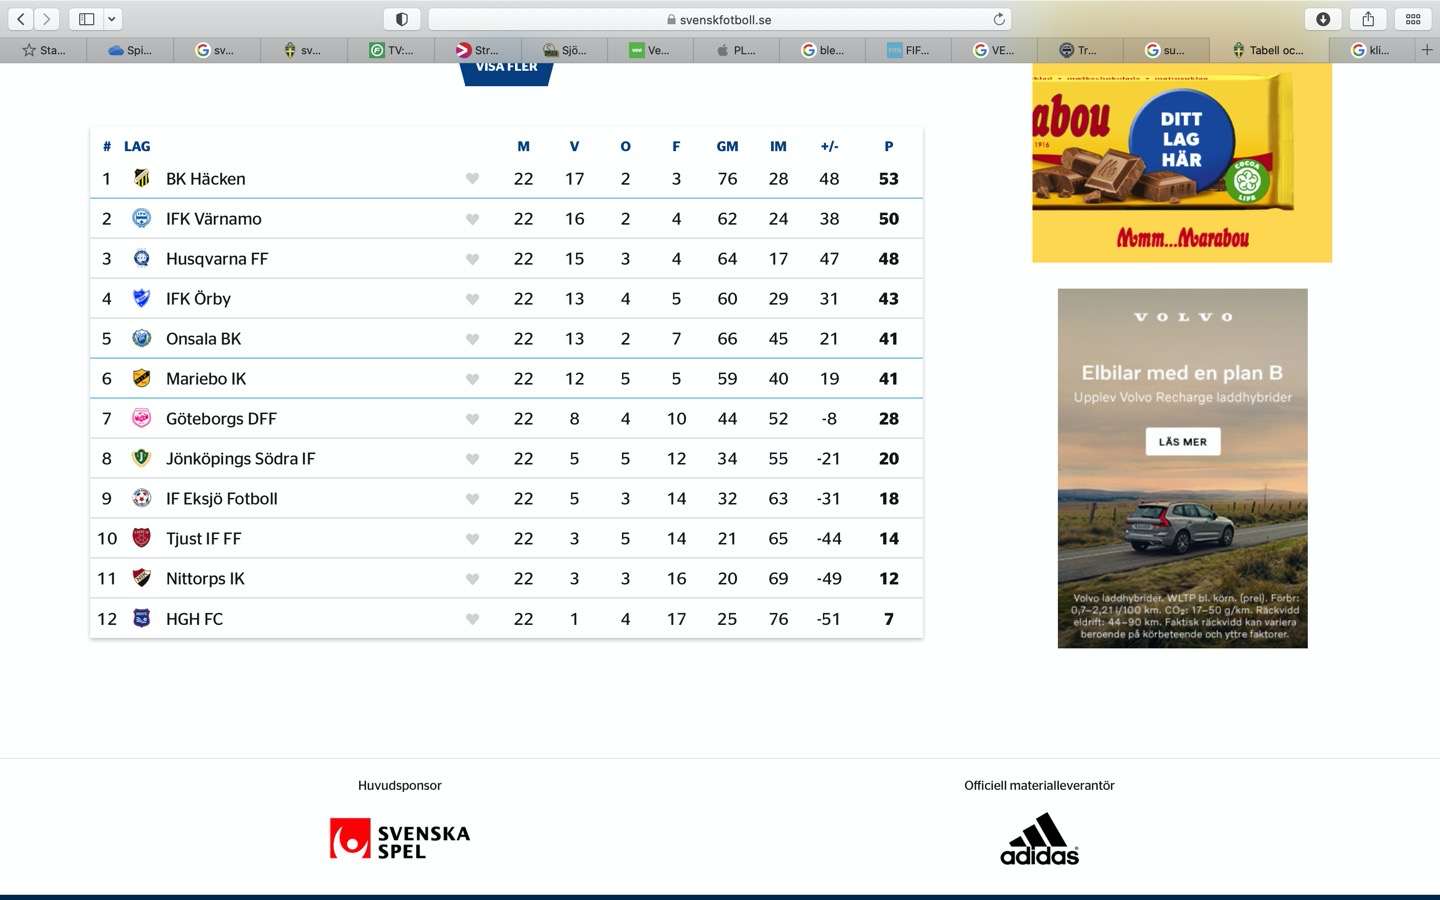 svenskfotboll.se
Sta...
Spi...
sv...
sv...
TV:...
Str...
Sjö...
Ve...
PL...
ble...
FIF...
VE...
Tr...
su...
Tabell oc...
kli...
VISA FLER
# LAG M V O F GM IM +/- P
1 BK Häcken 22 17 2 3 76 28 48 53
2 IFK Värnamo 22 16 2 4 62 24 38 50
3 Husqvarna FF 22 15 3 4 64 17 47 48
4 IFK Örby 22 13 4 5 60 29 31 43
5 Onsala BK 22 13 2 7 66 45 21 41
6 Mariebo IK 22 12 5 5 59 40 19 41
7 Göteborgs DFF 22 8 4 10 44 52 -8 28
8 Jönköpings Södra IF 22 5 5 12 34 55 -21 20
9 IF Eksjö Fotboll 22 5 3 14 32 63 -31 18
10 Tjust IF FF 22 3 5 14 21 65 -44 14
11 Nittorps IK 22 3 3 16 20 69 -49 12
12 HGH FC 22 1 4 17 25 76 -51 7
abou
1916
DITT
LAG
HÄR
COCOA
LIFE
Mmm...Marabou
VOLVO
Elbilar med en plan B
Upplev Volvo Recharge laddhybrider
LÄS MER
Volvo laddhybrider. WLTP bl. körn. (prel). Förbr:
0,7–2,21 l/100 km. CO₂: 17–50 g/km. Räckvidd
eldrift: 44–90 km. Faktisk räckvidd kan variera
beroende på körbeteende och yttre faktorer.
Huvudsponsor
SVENSKA
SPEL
Officiell materialleverantör
adidas